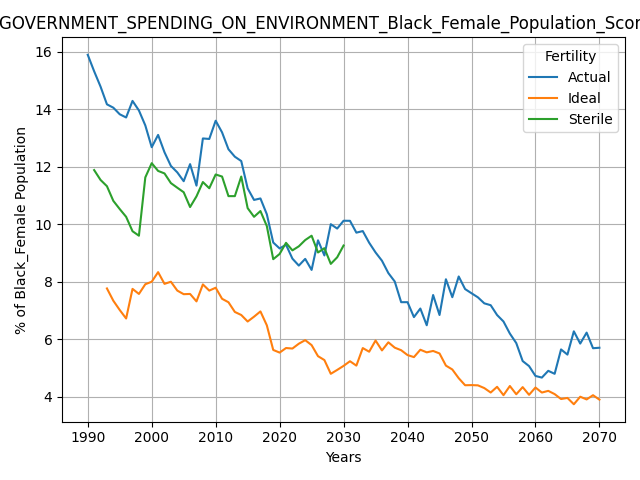 GOVERNMENT_SPENDING_ON_ENVIRONMENT_Black_Female_Population_Scor
Fertility
Actual
Ideal
Sterile
% of Black_Female Population
16
14
12
10
8
6
4
1990 2000 2010 2020 2030 2040 2050 2060 2070
Years